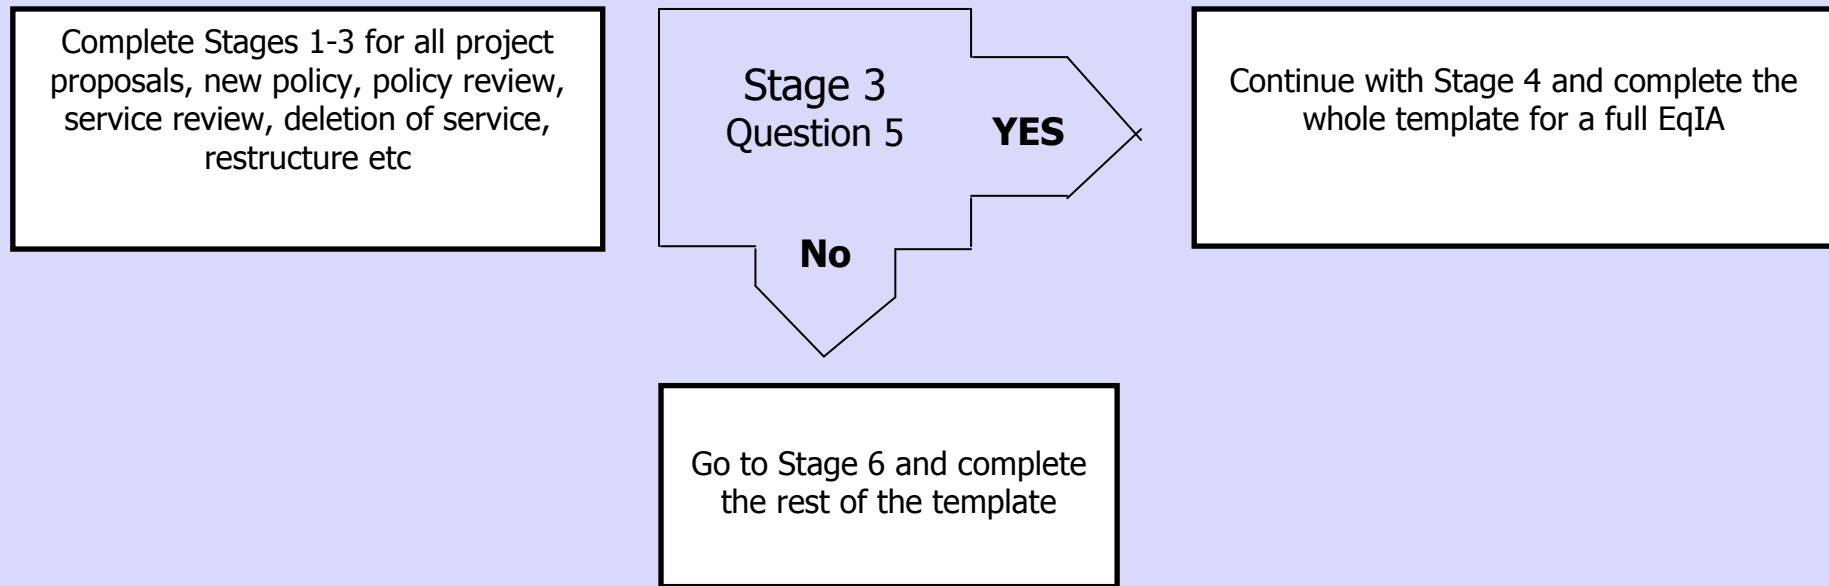 Complete Stages 1-3 for all project
proposals, new policy, policy review,
service review, deletion of service,
restructure etc
Stage 3
Question 5
YES
No
Continue with Stage 4 and complete the
whole template for a full EqIA
Go to Stage 6 and complete
the rest of the template